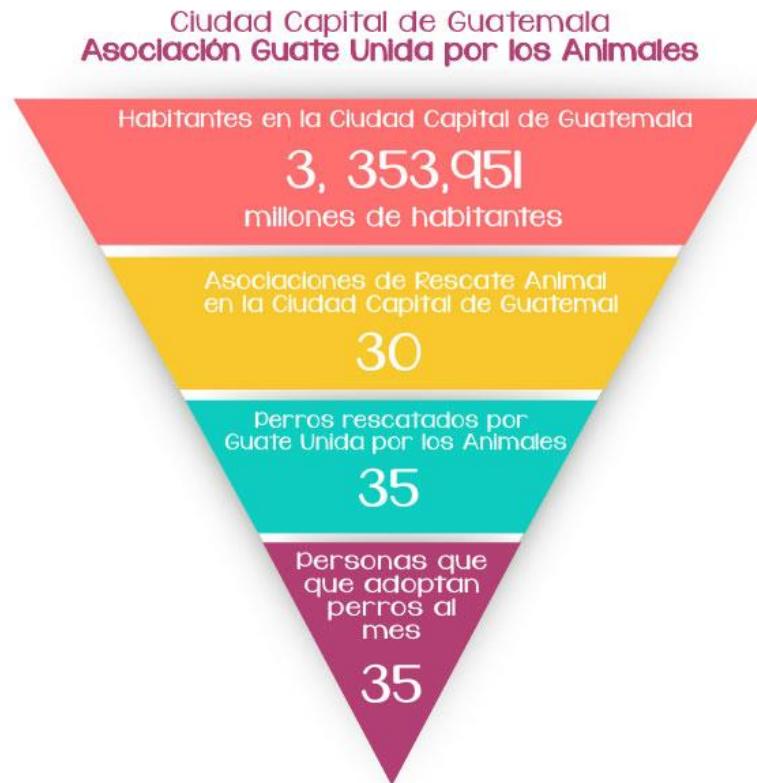 Ciudad Capital de Guatemala
Asociación Guate Unida por los Animales
Habitantes en la Ciudad Capital de Guatemala
3, 353,951
millones de habitantes
Asociaciones de Rescate Animal
en la Ciudad Capital de Guatemal
30
Perros rescatados por
Guate Unida por los Animales
35
Personas que
que adoptan
perros al
mes
35